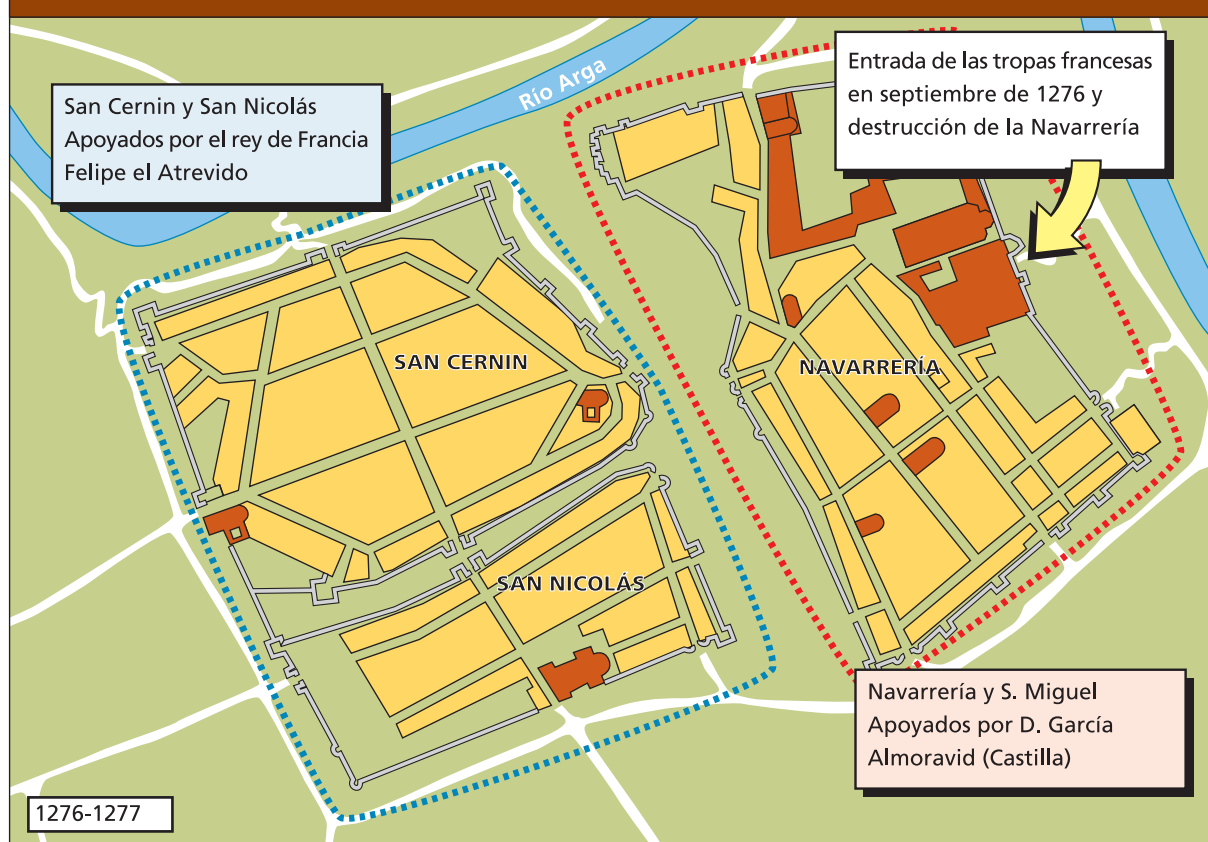 Río Arga
Entrada de las tropas francesas
en septiembre de 1276 y
destrucción de la Navarrería
San Cernin y San Nicolás
Apoyados por el rey de Francia
Felipe el Atrevido
SAN CERNIN
NAVARRERÍA
SAN NICOLÁS
Navarrería y S. Miguel
Apoyados por D. García
Almoravid (Castilla)
1276-1277